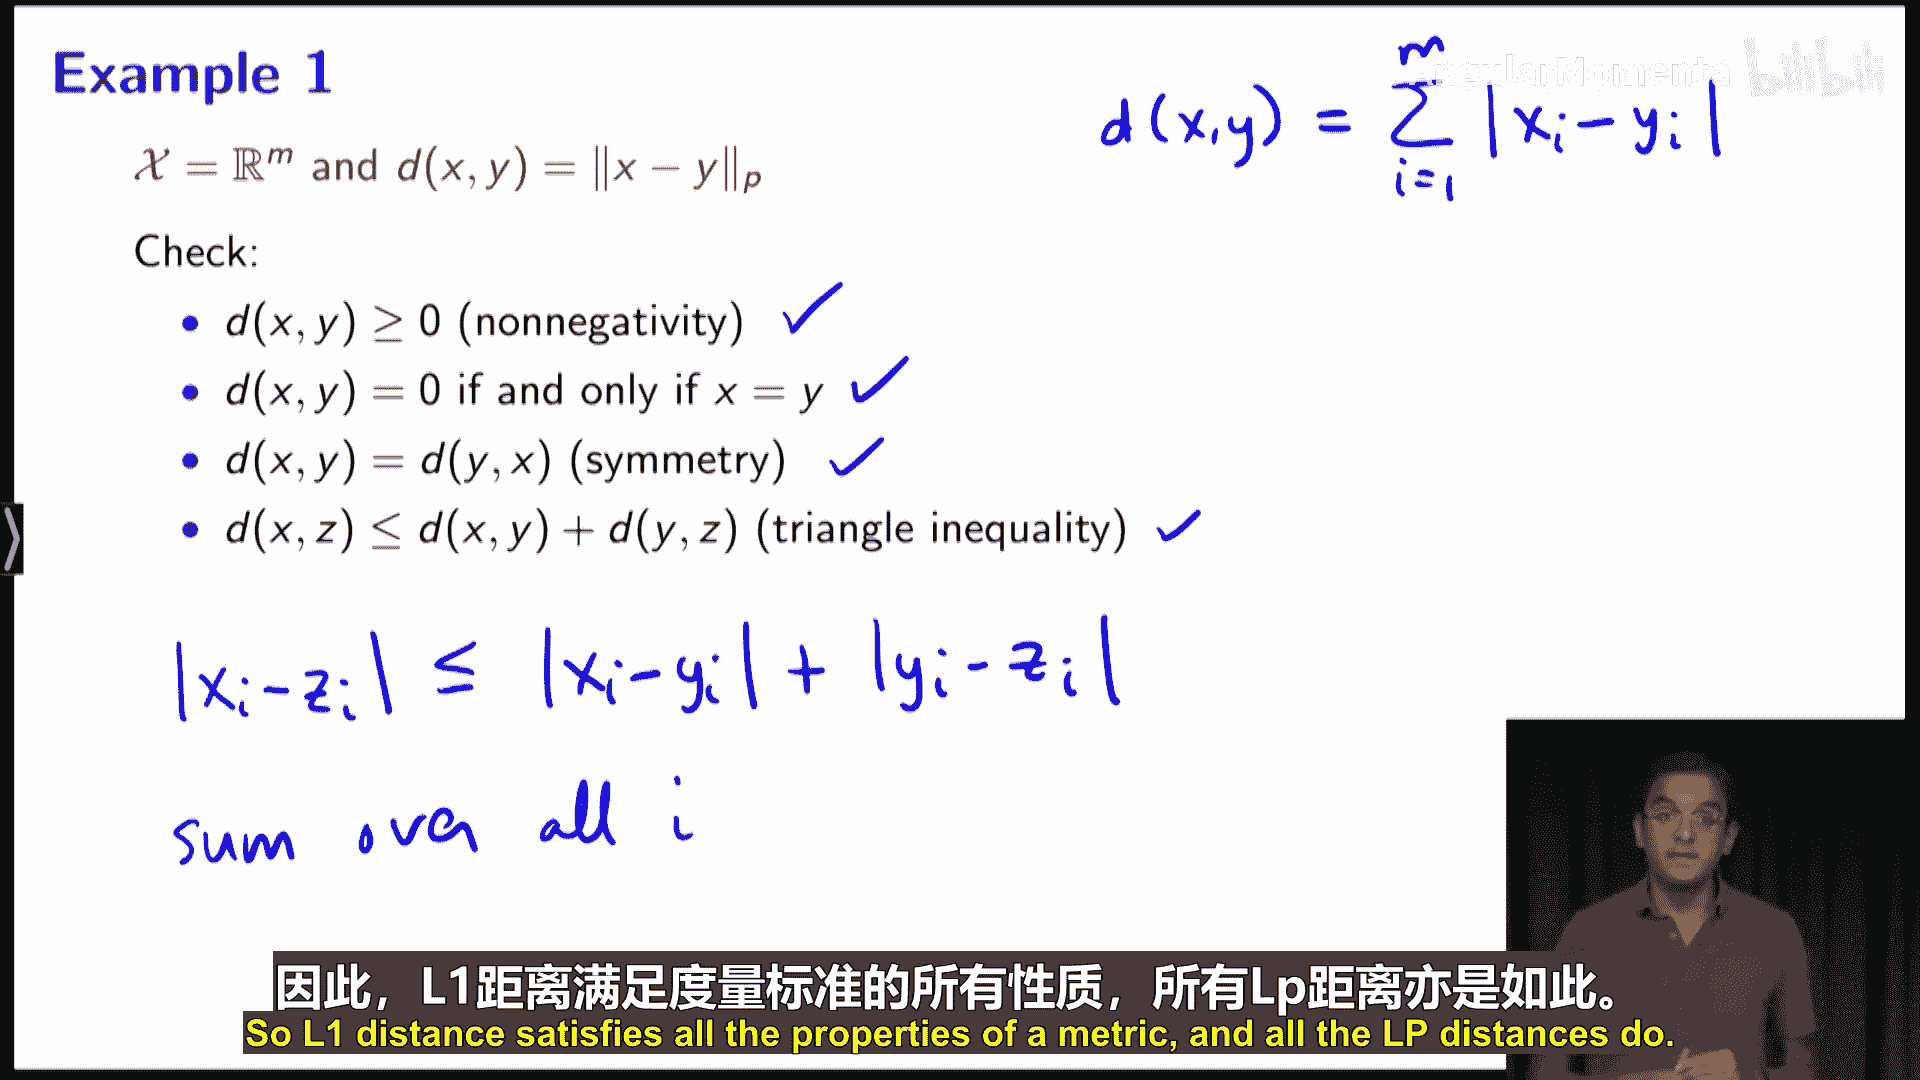 Example 1
d(x,y) = \sum_{i=1}^{m} |x_i - y_i|
bilibili
𝒳 = ℝ^m and d(x, y) = ‖x − y‖_p
Check:
• d(x, y) ≥ 0 (nonnegativity) ✓
• d(x, y) = 0 if and only if x = y ✓
• d(x, y) = d(y, x) (symmetry) ✓
• d(x, z) ≤ d(x, y) + d(y, z) (triangle inequality) ✓
|x_i - z_i| ≤ |x_i - y_i| + |y_i - z_i|
sum over all i
因此，L1距离满足度量标准的所有性质，所有Lp距离亦是如此。
So L1 distance satisfies all the properties of a metric, and all the LP distances do.